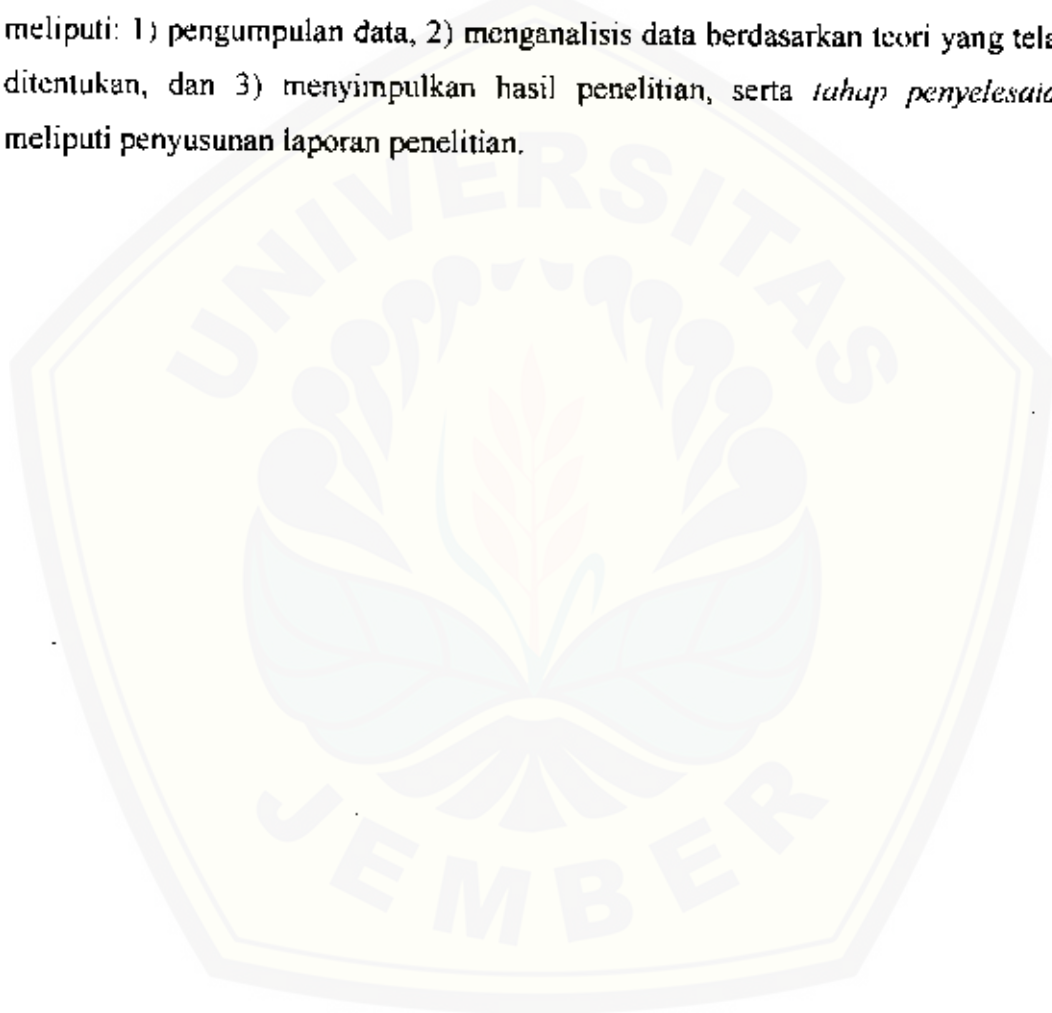 meliputi: 1) pengumpulan data, 2) menganalisis data berdasarkan teori yang tela
ditentukan, dan 3) menyimpulkan hasil penelitian, serta tahap penyelesaia
meliputi penyusunan laporan penelitian.
UNIVERSITAS
JEMBER